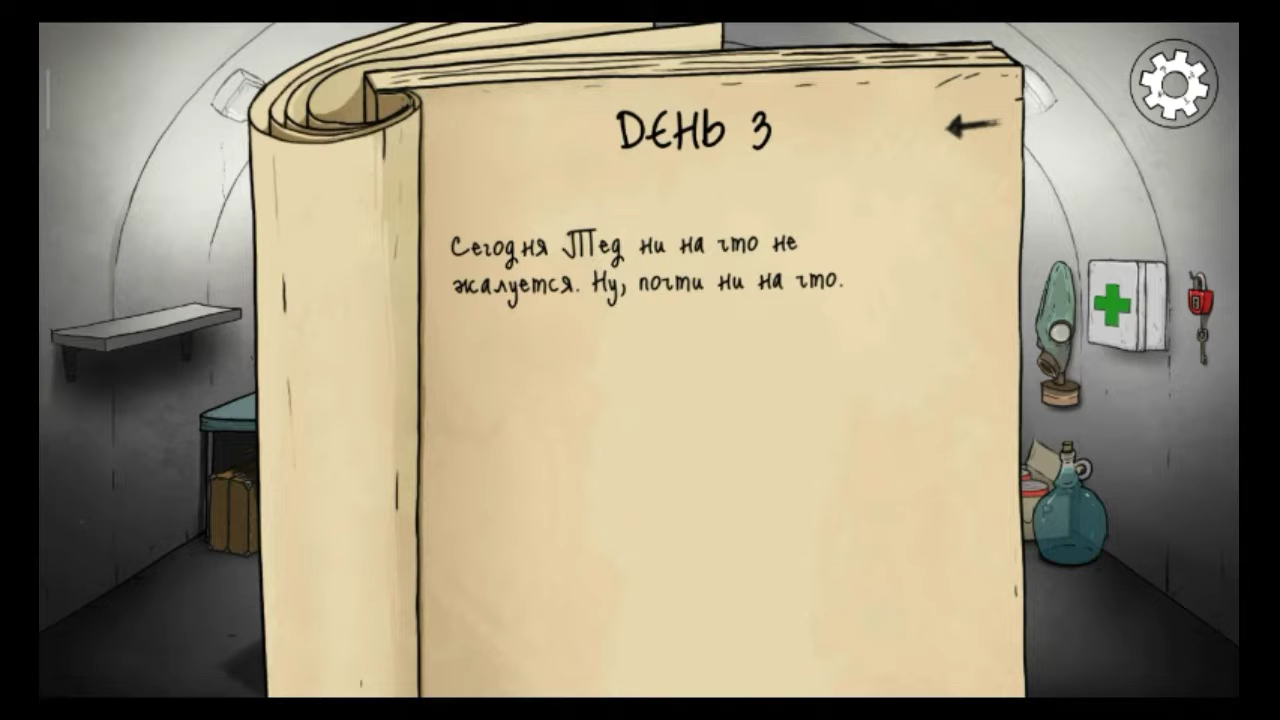 ДЕНЬ 3
Сегодня Тед ни на что не
жалуется. Ну, почти ни на что.